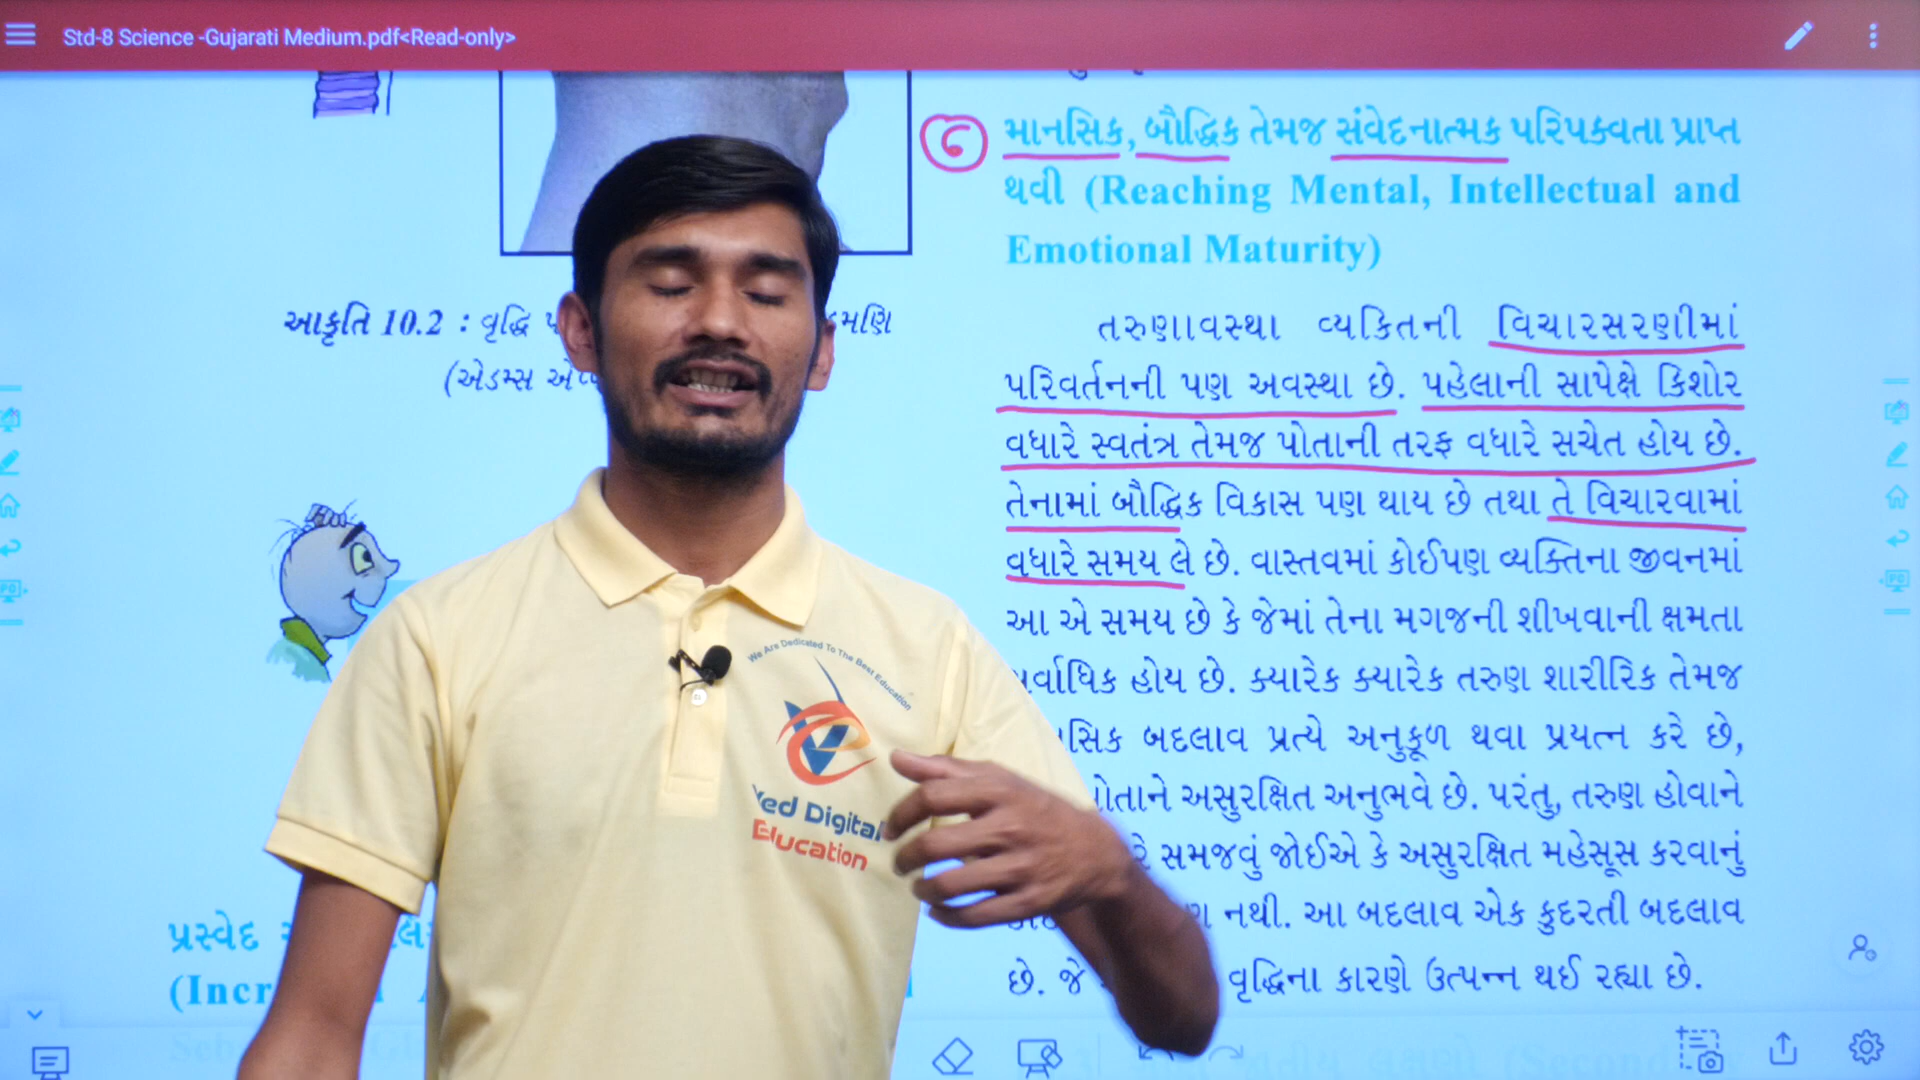 Std-8 Science -Gujarati Medium.pdf<Read-only>
આકૃતિ 10.2 : વૃદ્ધિ
(એડમ્સ
પ્રસ્વેદ
(Incr
૬ માનસિક, બૌદ્ધિક તેમજ સંવેદનાત્મક પરિપક્વતા પ્રાપ્ત
થવી (Reaching Mental, Intellectual and
Emotional Maturity)
તરુણાવસ્થા વ્યકિતની વિચારસરણીમાં
પરિવર્તનની પણ અવસ્થા છે. પહેલાની સાપેક્ષે કિશોર
વધારે સ્વતંત્ર તેમજ પોતાની તરફ વધારે સચેત હોય છે.
તેનામાં બૌદ્ધિક વિકાસ પણ થાય છે તથા તે વિચારવામાં
વધારે સમય લે છે. વાસ્તવમાં કોઈપણ વ્યક્તિના જીવનમાં
આ એ સમય છે કે જેમાં તેના મગજની શીખવાની ક્ષમતા
હોય છે. ક્યારેક ક્યારેક તરુણ શારીરિક તેમજ
બદલાવ પ્રત્યે અનુકૂળ થવા પ્રયત્ન કરે છે,
અસુરક્ષિત અનુભવે છે. પરંતુ, તરુણ હોવાને
સમજવું જોઈએ કે અસુરક્ષિત મહેસૂસ કરવાનું
નથી. આ બદલાવ એક કુદરતી બદલાવ
છે. જે વૃદ્ધિના કારણે ઉત્પન્ન થઈ રહ્યા છે.
(Second
We Are Dedicated To The Best Education
Ved Digital
Education